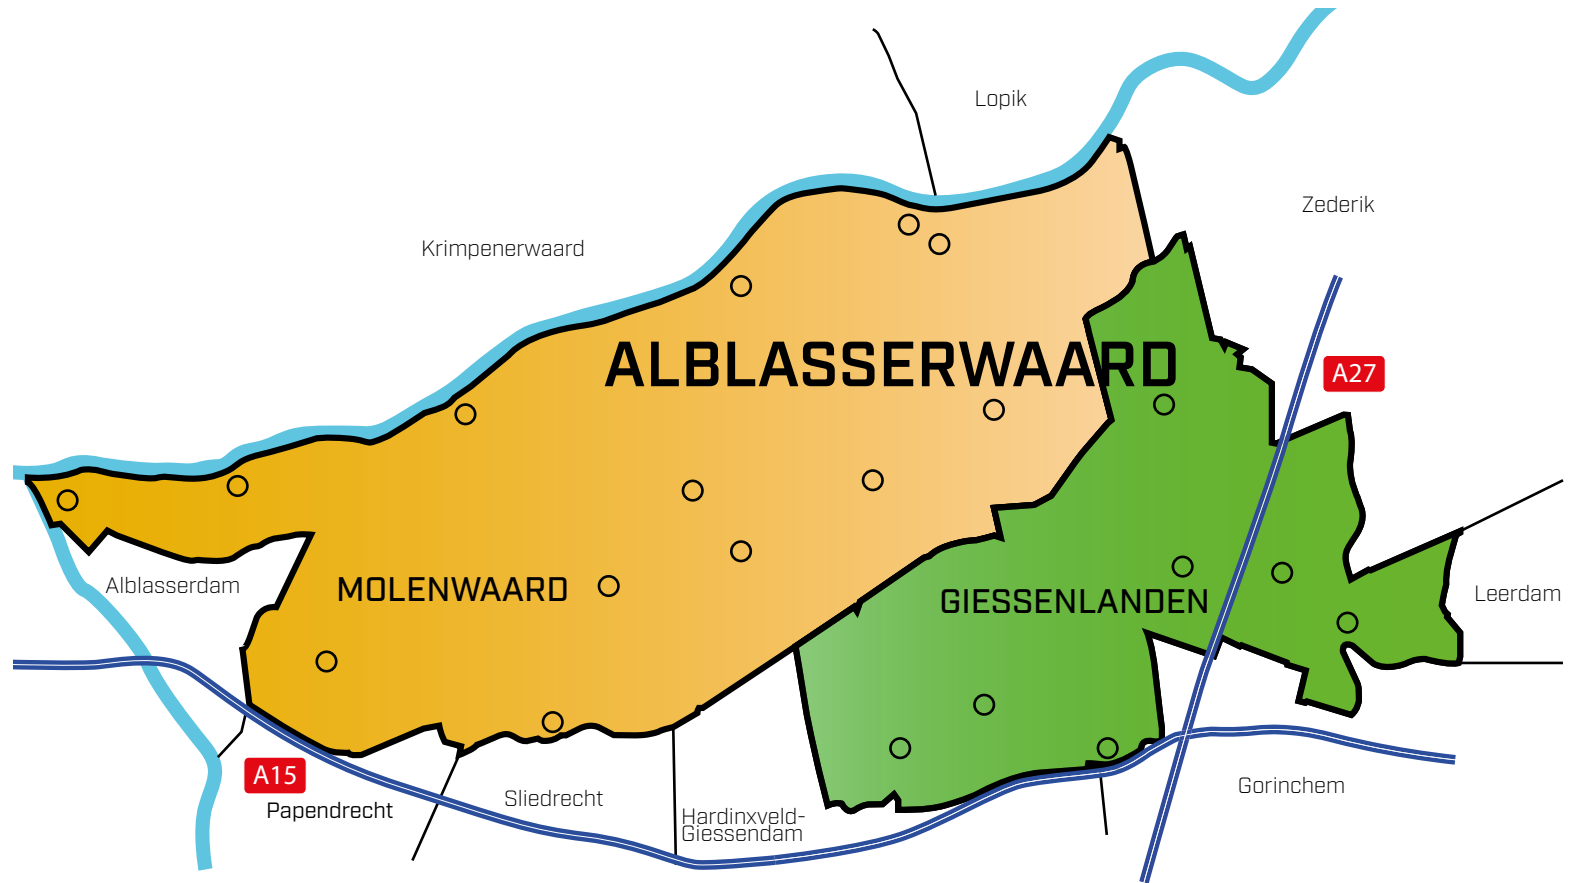 Lopik
Zederik
Krimpenerwaard
ALBLASSERWAARD
A27
Alblasserdam
MOLENWAARD
GIESSENLANDEN
Leerdam
A15
Papendrecht
Sliedrecht
Hardinxveld-
Giessendam
Gorinchem